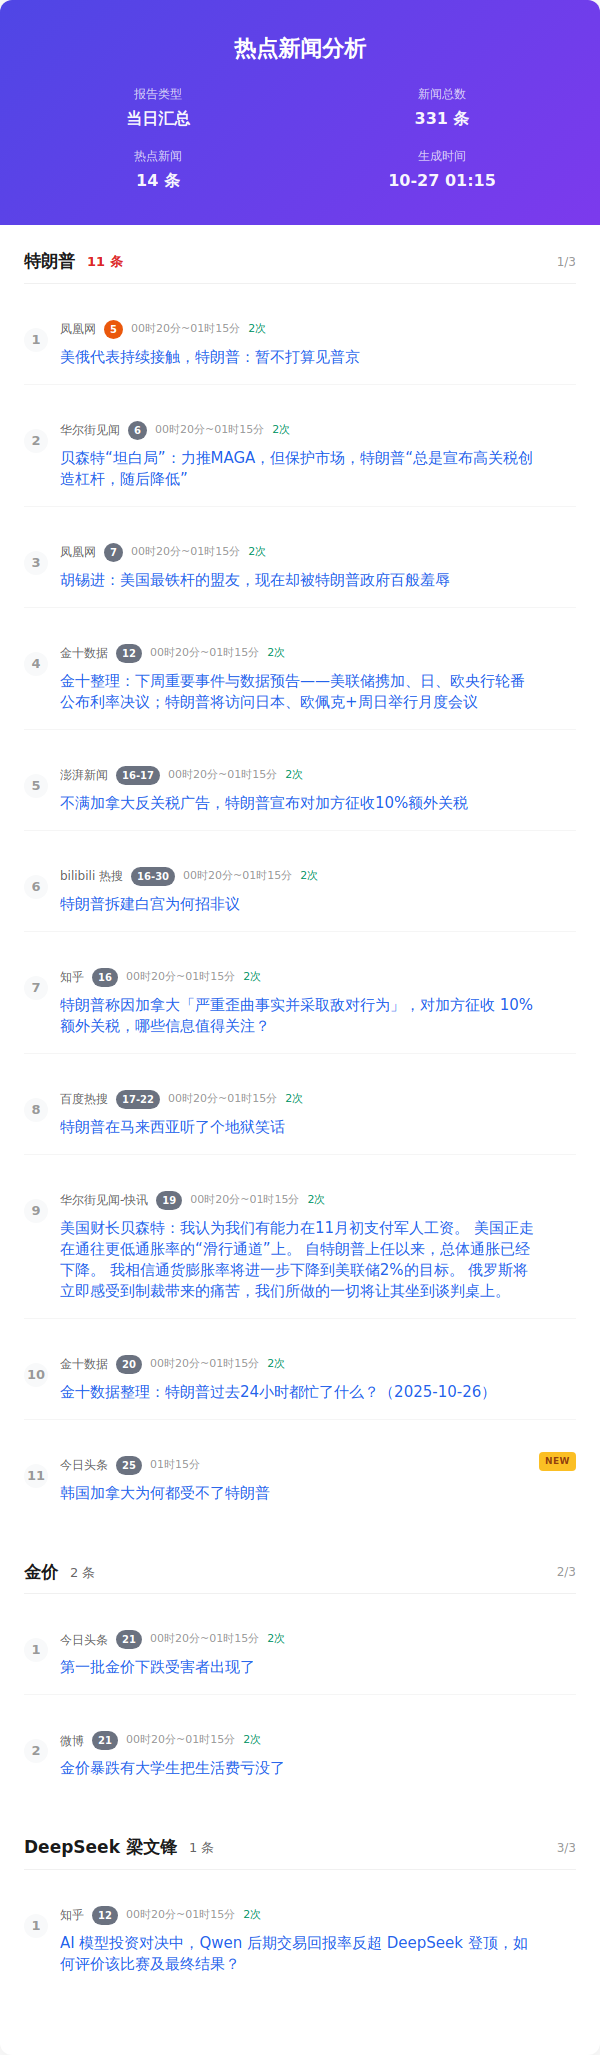 热点新闻分析
报告类型
当日汇总
新闻总数
331 条
热点新闻
14 条
生成时间
10-27 01:15
特朗普 11 条 1/3
1
凤凰网 5 00时20分~01时15分 2次
美俄代表持续接触，特朗普：暂不打算见普京
2
华尔街见闻 6 00时20分~01时15分 2次
贝森特“坦白局”：力推MAGA，但保护市场，特朗普“总是宣布高关税创
造杠杆，随后降低”
3
凤凰网 7 00时20分~01时15分 2次
胡锡进：美国最铁杆的盟友，现在却被特朗普政府百般羞辱
4
金十数据 12 00时20分~01时15分 2次
金十整理：下周重要事件与数据预告——美联储携加、日、欧央行轮番
公布利率决议；特朗普将访问日本、欧佩克+周日举行月度会议
5
澎湃新闻 16-17 00时20分~01时15分 2次
不满加拿大反关税广告，特朗普宣布对加方征收10%额外关税
6
bilibili 热搜 16-30 00时20分~01时15分 2次
特朗普拆建白宫为何招非议
7
知乎 16 00时20分~01时15分 2次
特朗普称因加拿大「严重歪曲事实并采取敌对行为」，对加方征收 10%
额外关税，哪些信息值得关注？
8
百度热搜 17-22 00时20分~01时15分 2次
特朗普在马来西亚听了个地狱笑话
9
华尔街见闻-快讯 19 00时20分~01时15分 2次
美国财长贝森特：我认为我们有能力在11月初支付军人工资。 美国正走
在通往更低通胀率的“滑行通道”上。 自特朗普上任以来，总体通胀已经
下降。 我相信通货膨胀率将进一步下降到美联储2%的目标。 俄罗斯将
立即感受到制裁带来的痛苦，我们所做的一切将让其坐到谈判桌上。
10
金十数据 20 00时20分~01时15分 2次
金十数据整理：特朗普过去24小时都忙了什么？（2025-10-26）
11
今日头条 25 01时15分 NEW
韩国加拿大为何都受不了特朗普
金价 2 条 2/3
1
今日头条 21 00时20分~01时15分 2次
第一批金价下跌受害者出现了
2
微博 21 00时20分~01时15分 2次
金价暴跌有大学生把生活费亏没了
DeepSeek 梁文锋 1 条 3/3
1
知乎 12 00时20分~01时15分 2次
AI 模型投资对决中，Qwen 后期交易回报率反超 DeepSeek 登顶，如
何评价该比赛及最终结果？